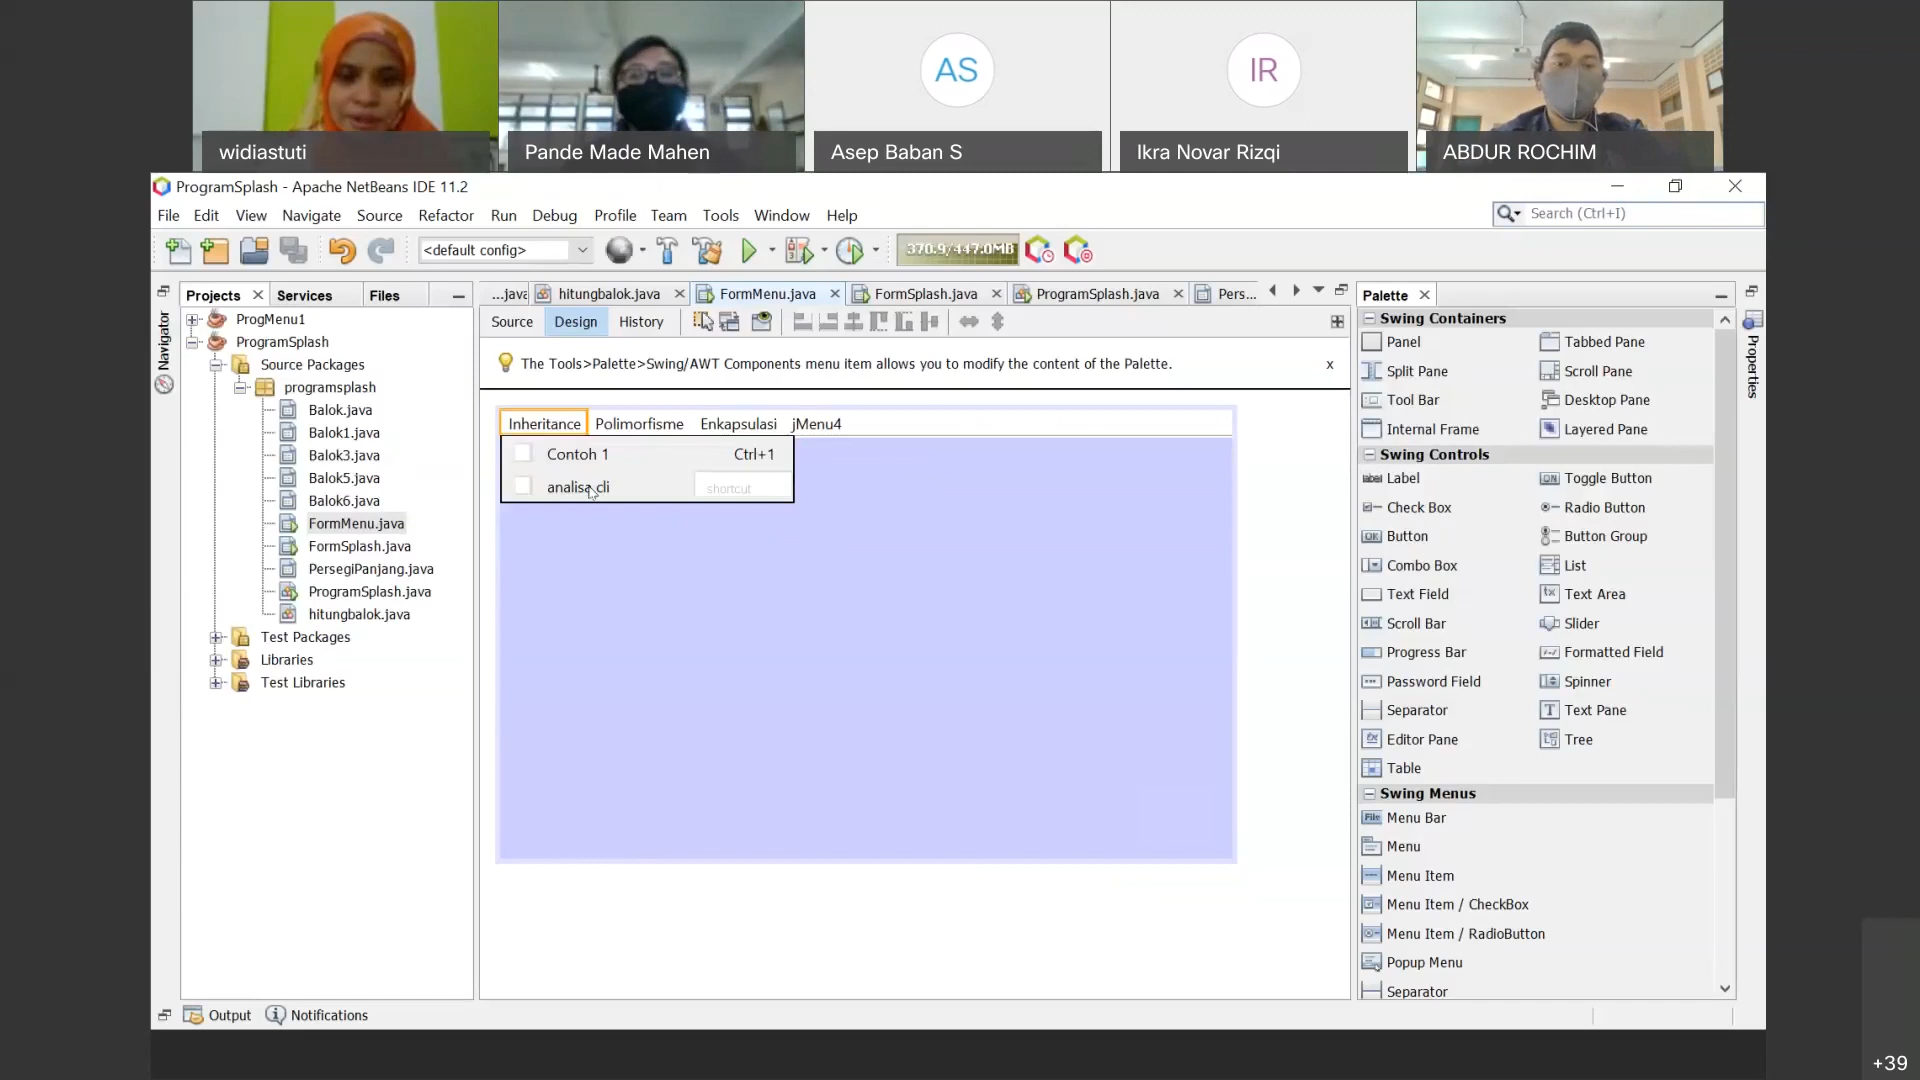 AS
IR
widiastuti
Pande Made Mahen
Asep Baban S
Ikra Novar Rizqi
ABDUR ROCHIM
ProgramSplash - Apache NetBeans IDE 11.2
File Edit View Navigate Source Refactor Run Debug Profile Team Tools Window Help
Search (Ctrl+I)
<default config>
370.9/447.0MB
Projects
Services
Files
...java
hitungbalok.java
FormMenu.java
FormSplash.java
ProgramSplash.java
Pers...
Palette
Navigator
Properties
ProgMenu1
ProgramSplash
Source Packages
programsplash
Balok.java
Balok1.java
Balok3.java
Balok5.java
Balok6.java
FormMenu.java
FormSplash.java
PersegiPanjang.java
ProgramSplash.java
hitungbalok.java
Test Packages
Libraries
Test Libraries
Source Design History
The Tools>Palette>Swing/AWT Components menu item allows you to modify the content of the Palette.
x
Inheritance Polimorfisme Enkapsulasi jMenu4
Contoh 1 Ctrl+1
analisa cli shortcut
Swing Containers
Panel Tabbed Pane
Split Pane Scroll Pane
Tool Bar Desktop Pane
Internal Frame Layered Pane
Swing Controls
label Label ON Toggle Button
Check Box Radio Button
OK Button Button Group
Combo Box List
Text Field Text Area
Scroll Bar Slider
Progress Bar Formatted Field
Password Field Spinner
Separator T Text Pane
Editor Pane Tree
Table
Swing Menus
File Menu Bar
Menu
Menu Item
Menu Item / CheckBox
Menu Item / RadioButton
Popup Menu
Separator
Output
Notifications
+39